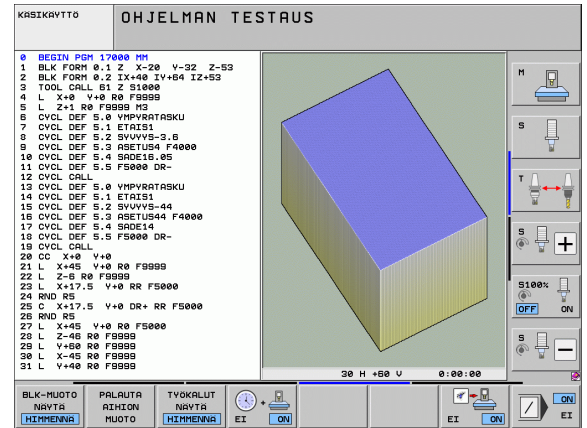 KÄSIKÄYTTÖ
OHJELMAN TESTAUS
0 BEGIN PGM 17000 MM
1 BLK FORM 0.1 Z X-20 Y-32 Z-53
2 BLK FORM 0.2 IX+40 IY+64 IZ+53
3 TOOL CALL 61 Z S1000
4 L X+0 Y+0 R0 F9999
5 L Z+1 R0 F9999 M3
6 CYCL DEF 5.0 YMPYRATASKU
7 CYCL DEF 5.1 ETAIS1
8 CYCL DEF 5.2 SYVYYS-3.6
9 CYCL DEF 5.3 ASETUS4 F4000
10 CYCL DEF 5.4 SADE16.05
11 CYCL DEF 5.5 F5000 DR-
12 CYCL CALL
13 CYCL DEF 5.0 YMPYRATASKU
14 CYCL DEF 5.1 ETAIS1
15 CYCL DEF 5.2 SYVYYS-44
16 CYCL DEF 5.3 ASETUS44 F4000
17 CYCL DEF 5.4 SADE14
18 CYCL DEF 5.5 F5000 DR-
19 CYCL CALL
20 CC X+0 Y+0
21 L X+45 Y+0 R0 F9999
22 L Z-6 R0 F9999
23 L X+17.5 Y+0 RR F5000
24 RND R5
25 C X+17.5 Y+0 DR+ RR F5000
26 RND R5
27 L X+45 Y+0 R0 F5000
28 L Z-46 R0 F9999
29 L Y+60 R0 F9999
30 L X-45 R0 F9999
31 L Y+40 R0 F9999
30 H +60 V 0:00:00
M
S
T
S
+
S100%
OFF ON
S
−
BLK-MUOTO
NÄYTÄ
HIMMENNÄ
PALAUTA
AIHION
MUOTO
TYÖKALUT
NÄYTÄ
HIMMENNÄ
+
EI ON
EI ON
ON
EI